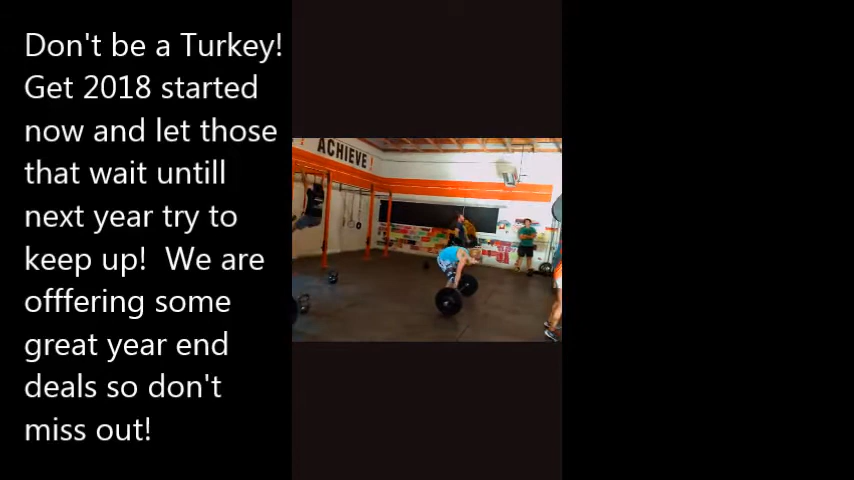 Don't be a Turkey!
Get 2018 started
now and let those
that wait untill
next year try to
keep up!  We are
offfering some
great year end
deals so don't
miss out!
ACHIEVE